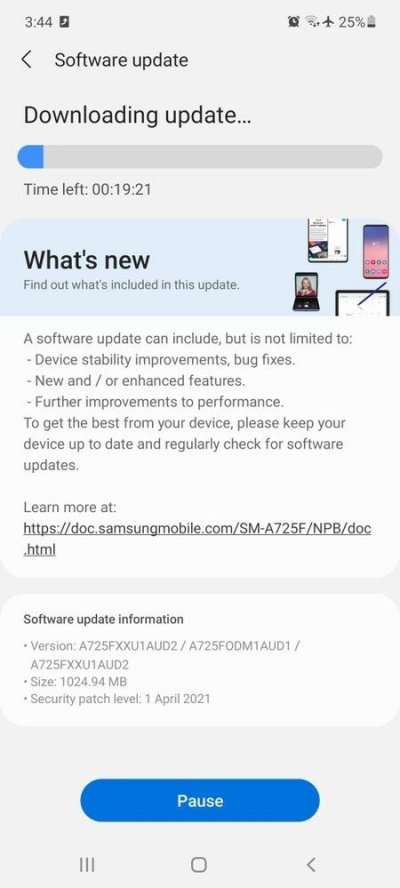 3:44 25%
Software update
Downloading update...
Time left: 00:19:21
What's new
Find out what's included in this update.
A software update can include, but is not limited to:
- Device stability improvements, bug fixes.
- New and / or enhanced features.
- Further improvements to performance.
To get the best from your device, please keep your
device up to date and regularly check for software
updates.
Learn more at:
https://doc.samsungmobile.com/SM-A725F/NPB/doc
.html
Software update information
• Version: A725FXXU1AUD2 / A725FODM1AUD1 /
A725FXXU1AUD2
• Size: 1024.94 MB
• Security patch level: 1 April 2021
Pause